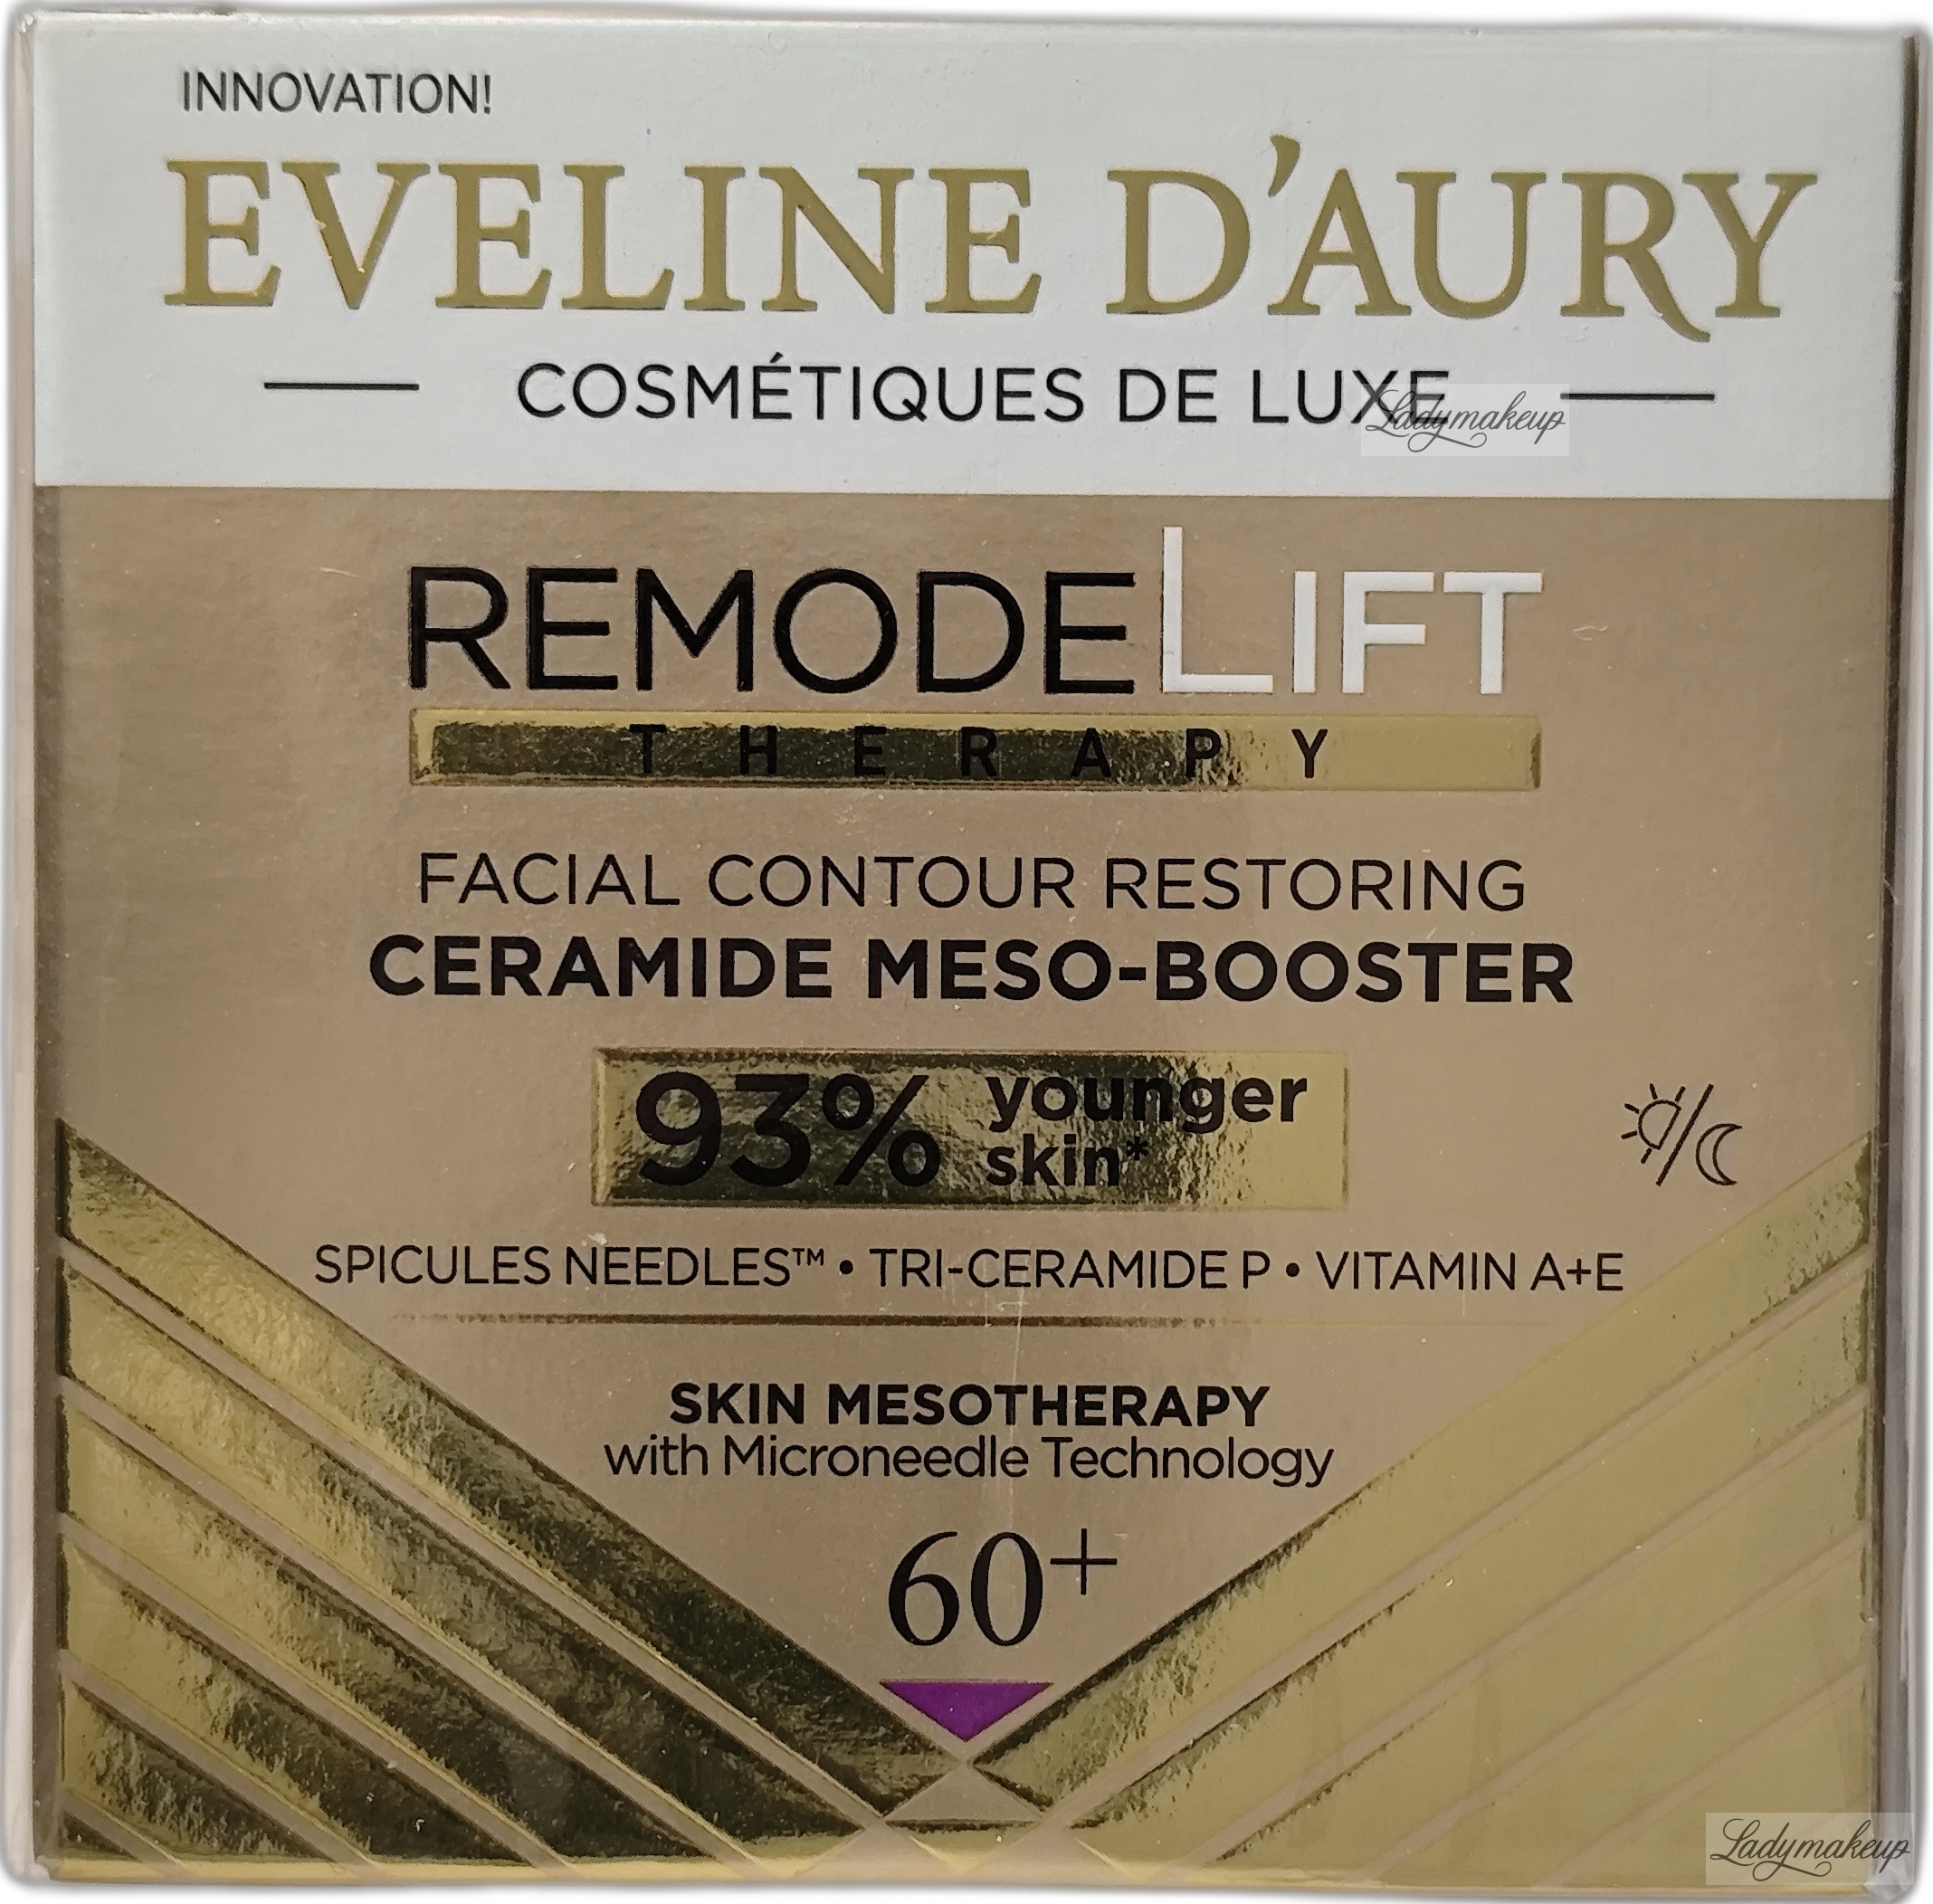 INNOVATION!
EVELINE D'AURY
COSMÉTIQUES DE LUXE
Ladymakeup
REMODELIFT
THERAPY
FACIAL CONTOUR RESTORING
CERAMIDE MESO-BOOSTER
93% younger
skin*
SPICULES NEEDLES™ • TRI-CERAMIDE P • VITAMIN A+E
SKIN MESOTHERAPY
with Microneedle Technology
60+
Ladymakeup